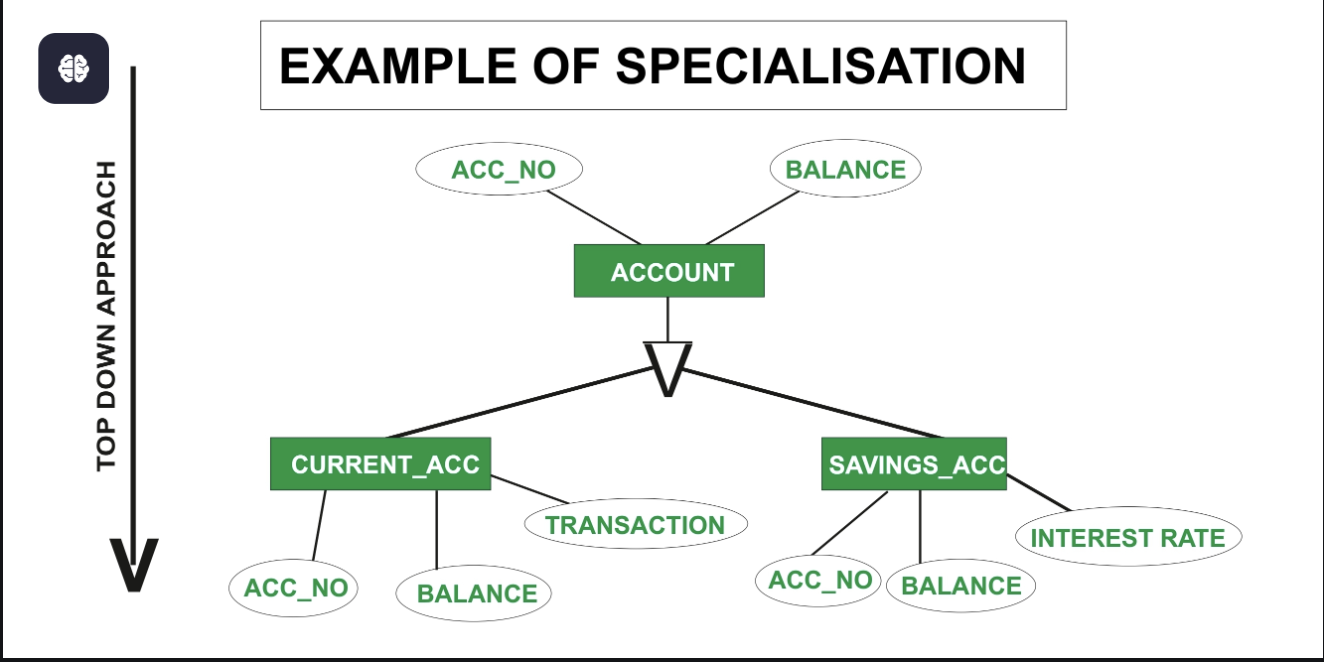 EXAMPLE OF SPECIALISATION
TOP DOWN APPROACH
ACC_NO
BALANCE
ACCOUNT
CURRENT_ACC
SAVINGS_ACC
TRANSACTION
INTEREST RATE
ACC_NO
BALANCE
ACC_NO
BALANCE